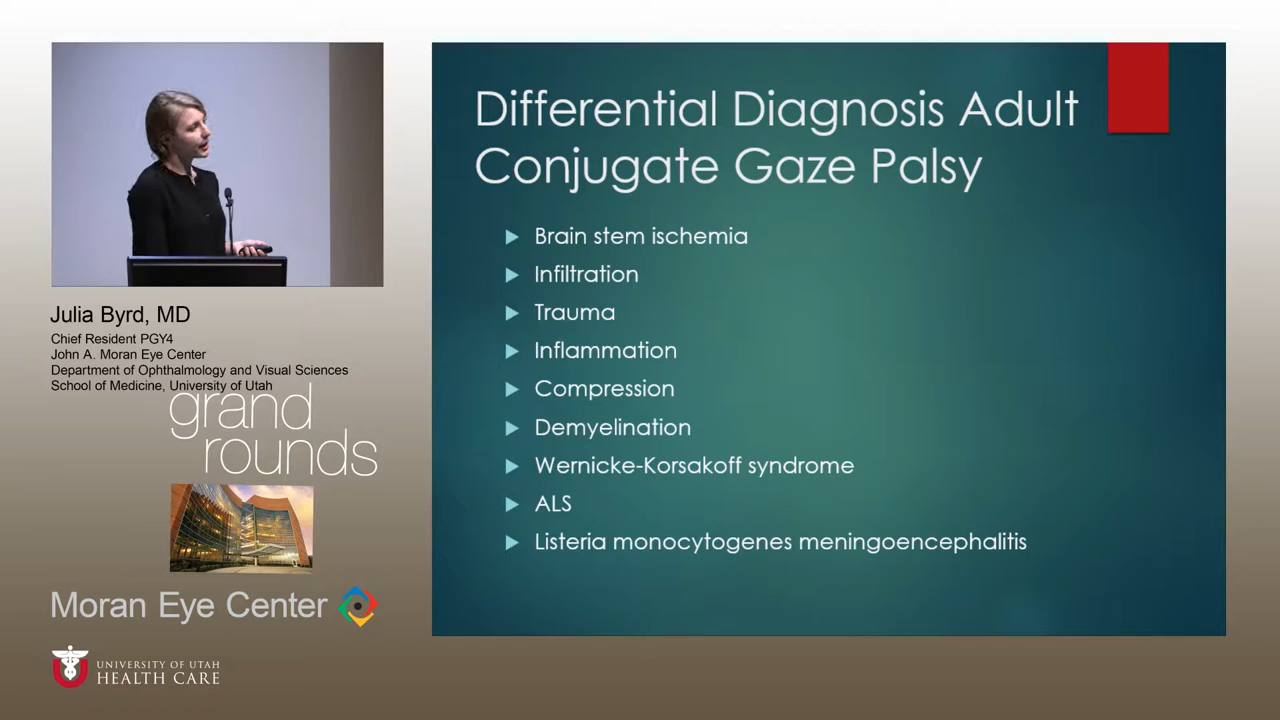 Differential Diagnosis Adult
Conjugate Gaze Palsy
Brain stem ischemia
Infiltration
Trauma
Inflammation
Compression
Demyelination
Wernicke-Korsakoff syndrome
ALS
Listeria monocytogenes meningoencephalitis
Julia Byrd, MD
Chief Resident PGY4
John A. Moran Eye Center
Department of Ophthalmology and Visual Sciences
School of Medicine, University of Utah
grand
rounds
Moran Eye Center
UNIVERSITY OF UTAH
HEALTH CARE